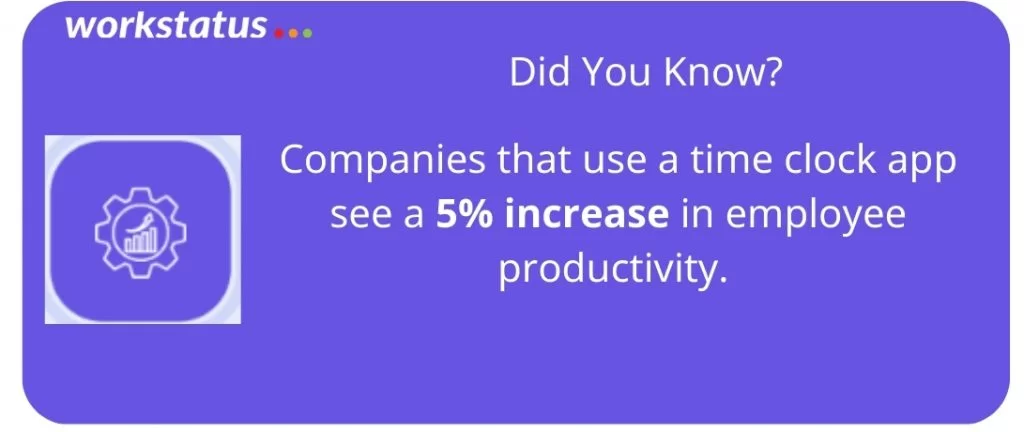 workstatus
Did You Know?
Companies that use a time clock app
see a 5% increase in employee
productivity.